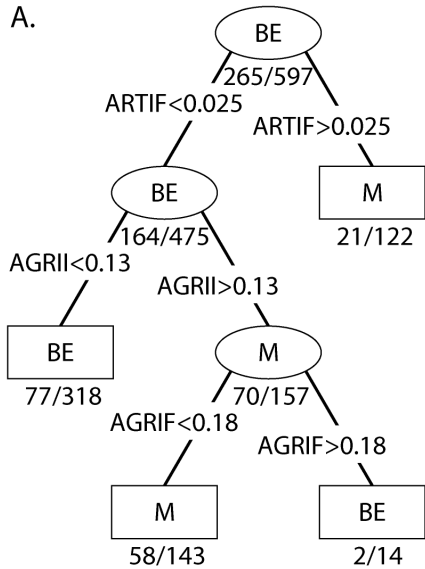 A.
BE
265/597
ARTIF<0.025
ARTIF>0.025
BE
164/475
M
21/122
AGRII<0.13
AGRII>0.13
BE
77/318
M
70/157
AGRIF<0.18
AGRIF>0.18
M
58/143
BE
2/14